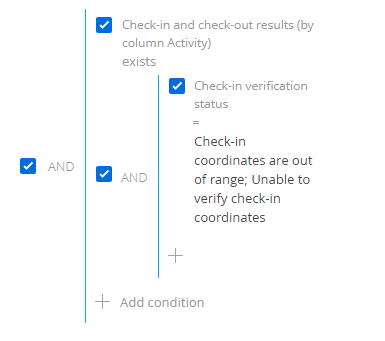 Check-in and check-out results (by
column Activity)
exists
Check-in verification
status
=
Check-in
coordinates are out
of range; Unable to
verify check-in
coordinates
AND
AND
Add condition